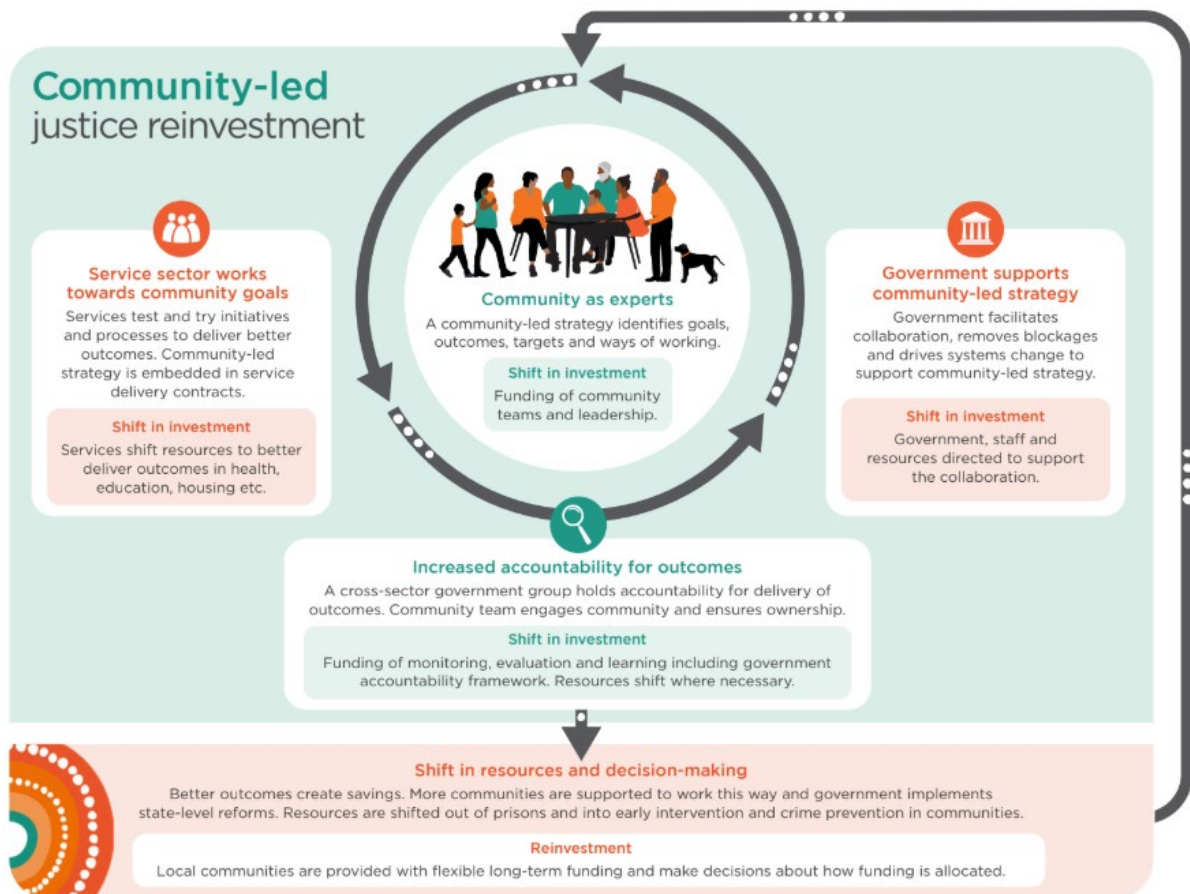 Community-led
justice reinvestment
Community as experts
A community-led strategy identifies goals,
outcomes, targets and ways of working.
Shift in investment
Funding of community
teams and leadership.
Service sector works
towards community goals
Services test and try initiatives
and processes to deliver better
outcomes. Community-led
strategy is embedded in service
delivery contracts.
Shift in investment
Services shift resources to better
deliver outcomes in health,
education, housing etc.
Government supports
community-led strategy
Government facilitates
collaboration, removes blockages
and drives systems change to
support community-led strategy.
Shift in investment
Government, staff and
resources directed to support
the collaboration.
Increased accountability for outcomes
A cross-sector government group holds accountability for delivery of
outcomes. Community team engages community and ensures ownership.
Shift in investment
Funding of monitoring, evaluation and learning including government
accountability framework. Resources shift where necessary.
Shift in resources and decision-making
Better outcomes create savings. More communities are supported to work this way and government implements
state-level reforms. Resources are shifted out of prisons and into early intervention and crime prevention in communities.
Reinvestment
Local communities are provided with flexible long-term funding and make decisions about how funding is allocated.